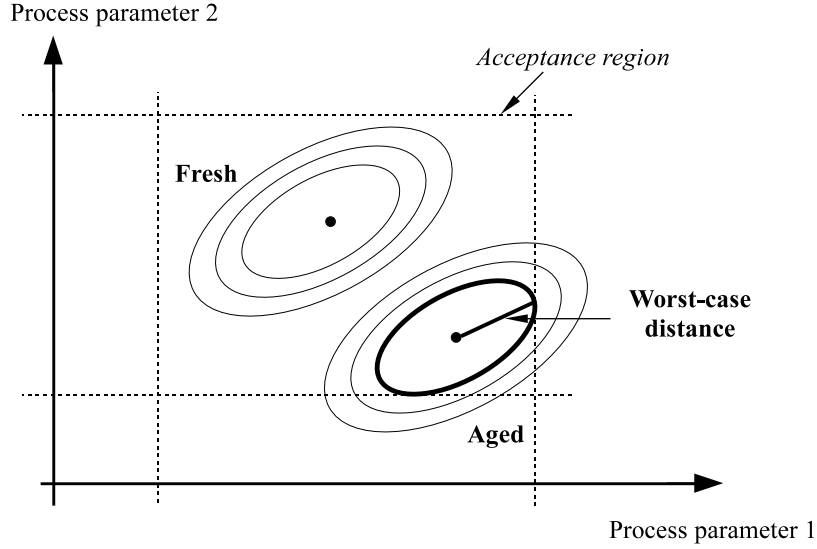 Process parameter 2
Acceptance region
Fresh
Worst-case
distance
Aged
Process parameter 1